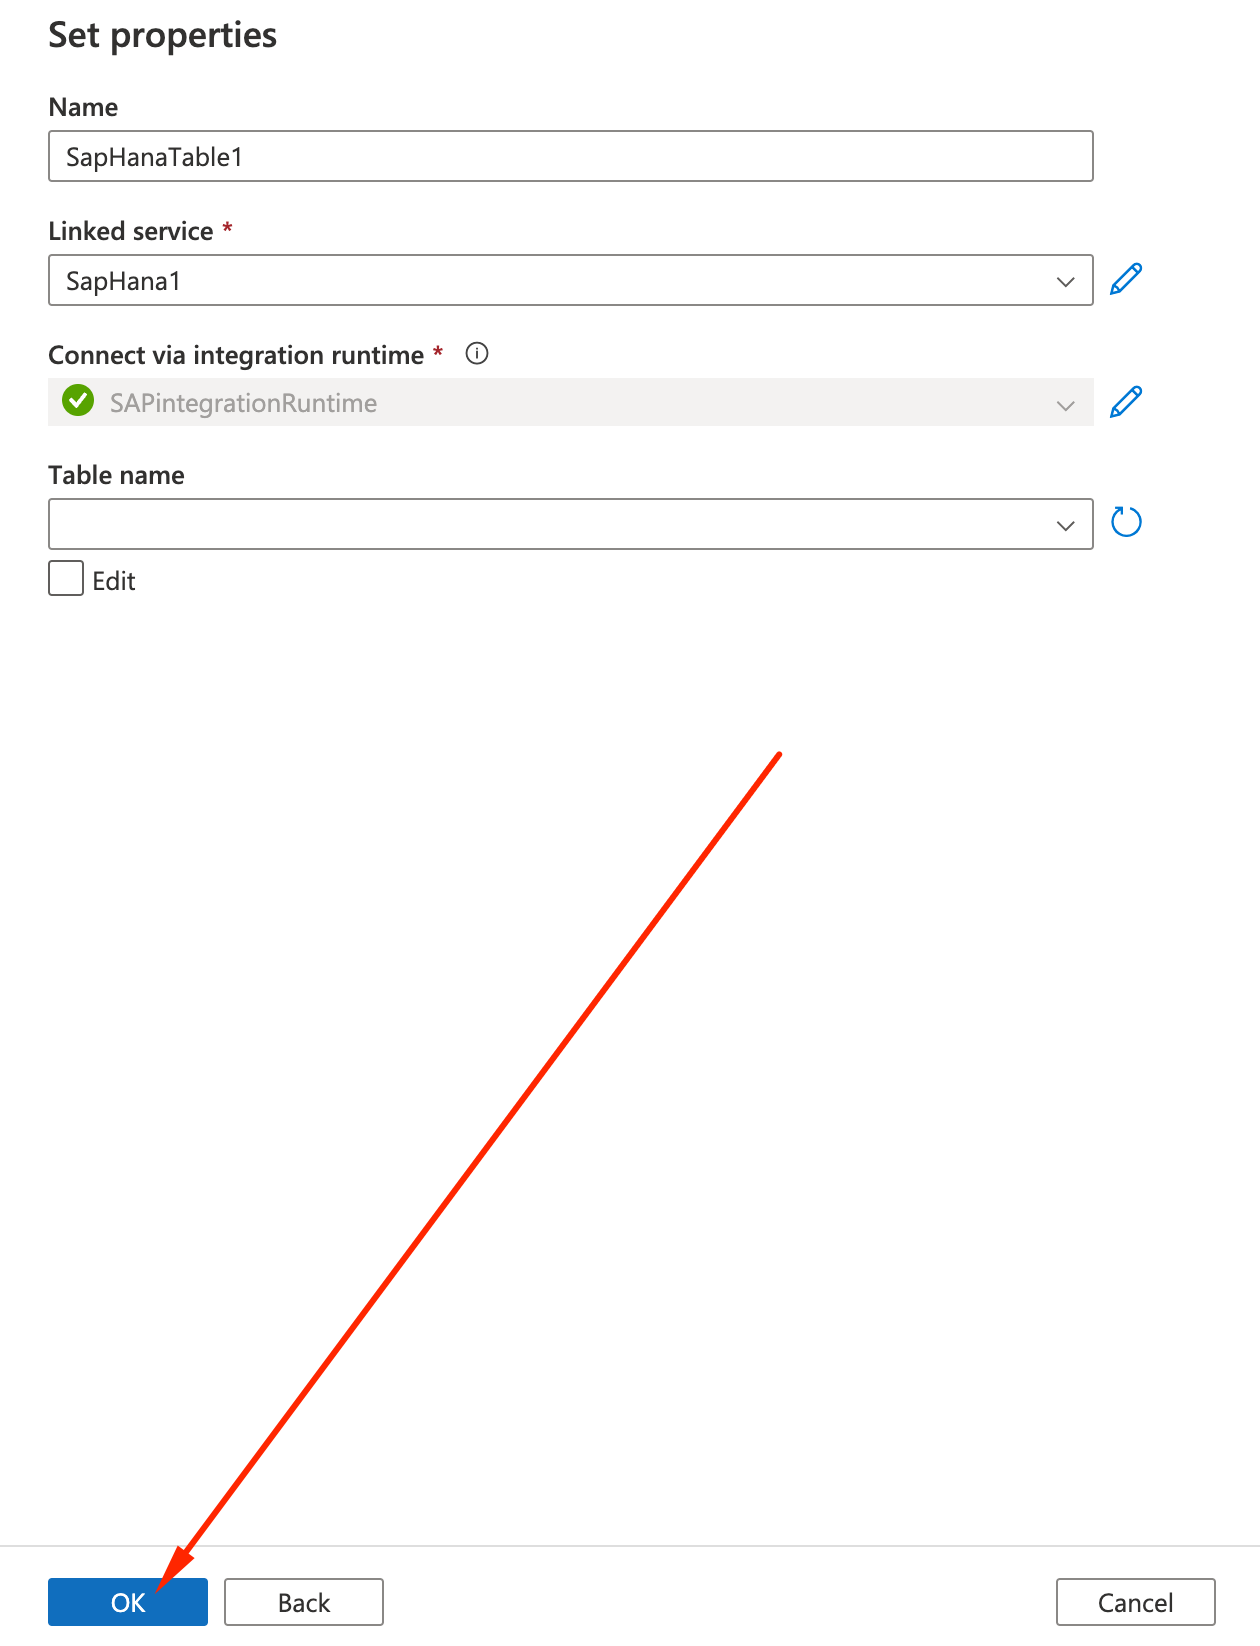 Set properties
Name
SapHanaTable1
Linked service *
SapHana1
Connect via integration runtime *
SAPintegrationRuntime
Table name
Edit
OK
Back
Cancel